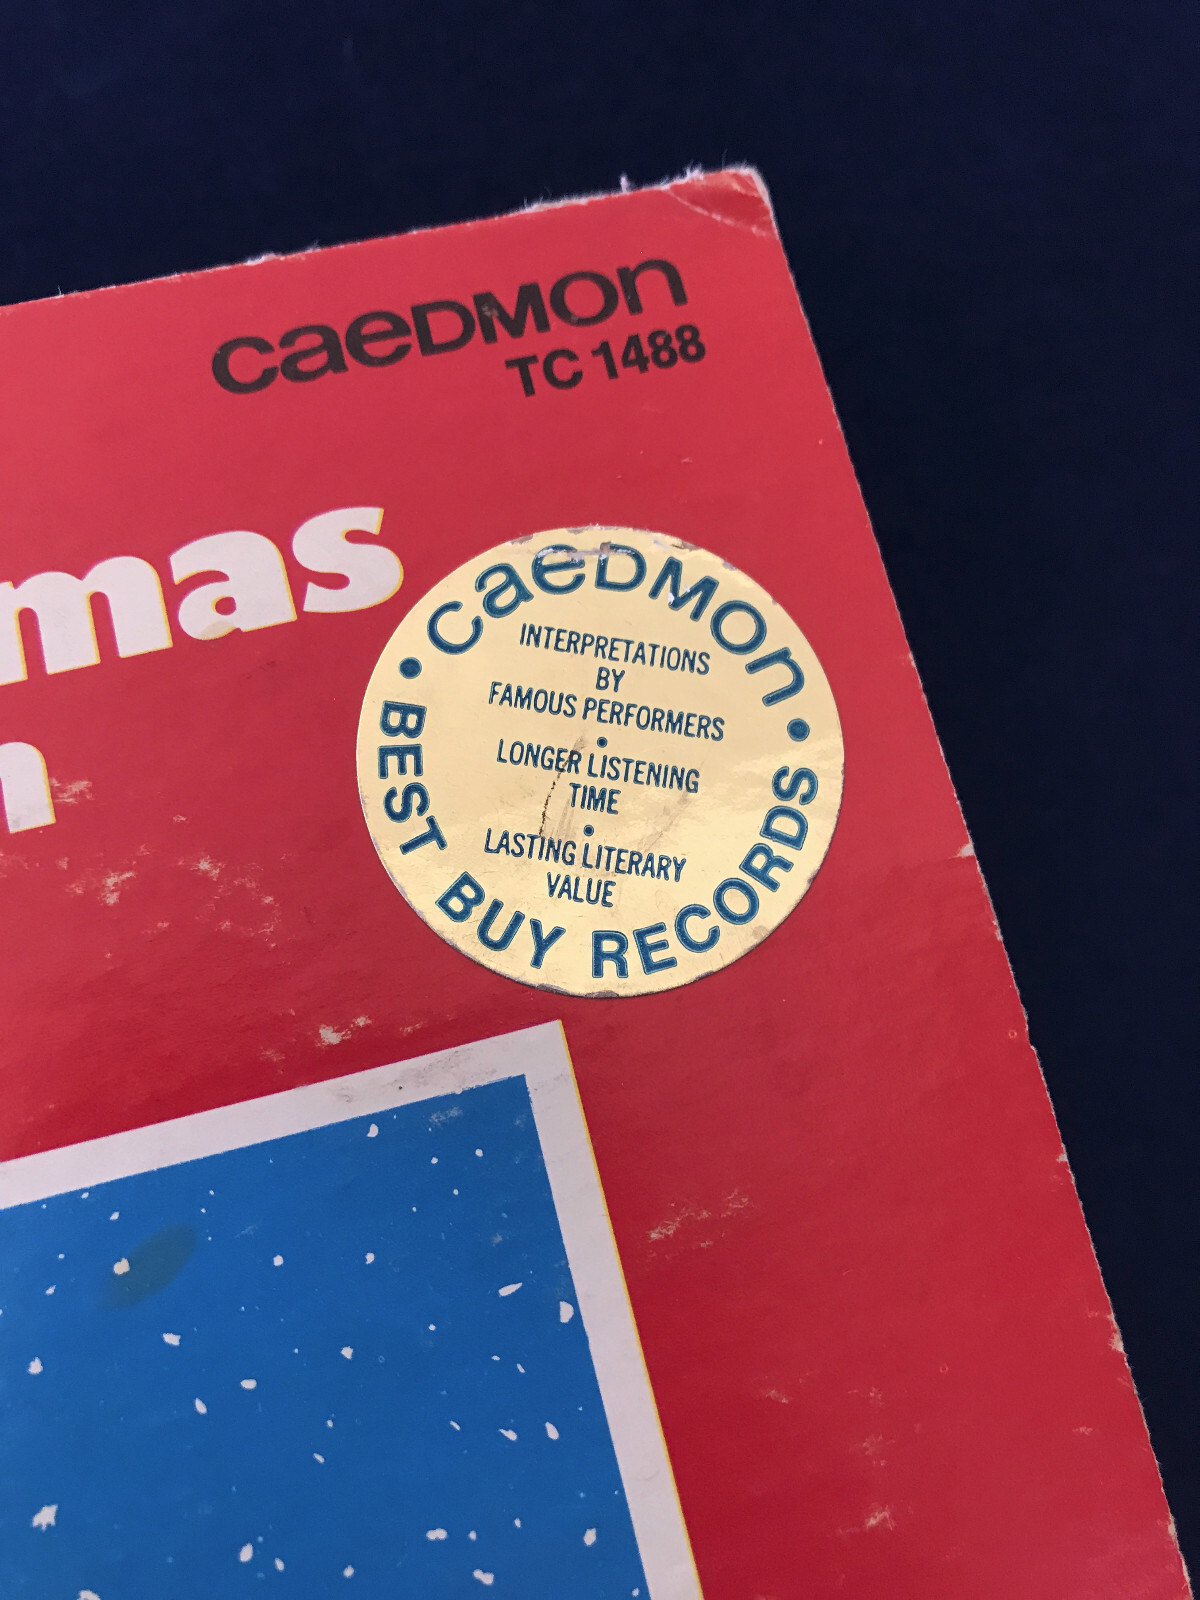 caeDMon
TC 1488
mas
n
• caeDMon •
INTERPRETATIONS
BY
FAMOUS PERFORMERS
•
LONGER LISTENING
TIME
•
LASTING LITERARY
VALUE
BEST BUY RECORDS